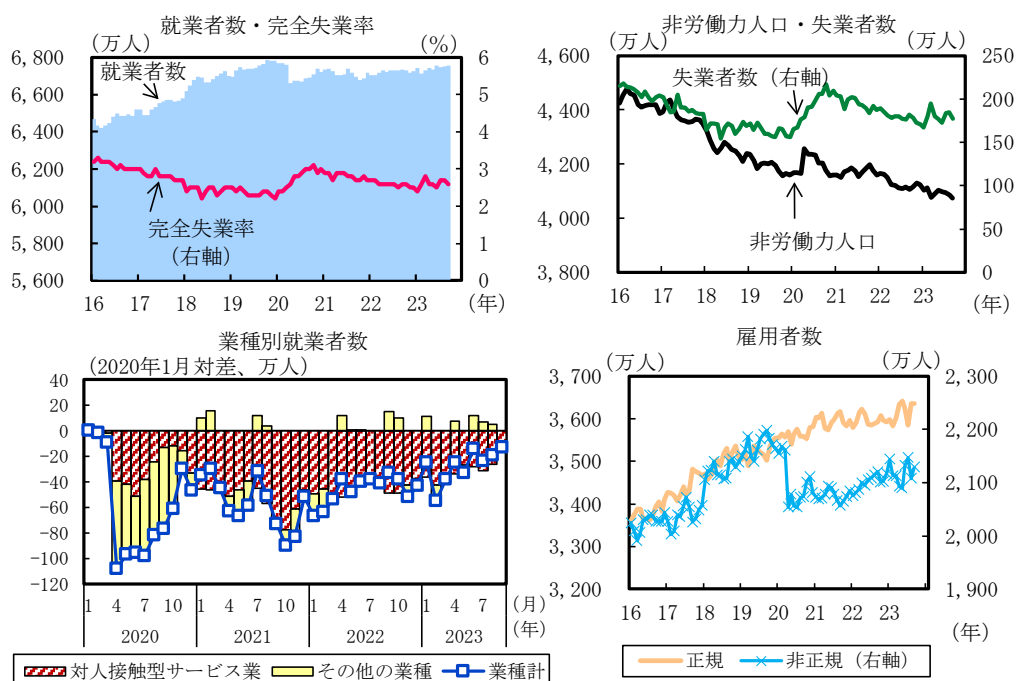 就業者数・完全失業率
(万人)
(%)
6,800
6,600
6,400
6,200
6,000
5,800
5,600
6
5
4
3
2
1
0
就業者数
完全失業率
(右軸)
16 17 18 19 20 21 22 23
(年)
非労働力人口・失業者数
(万人)
(万人)
4,600
4,400
4,200
4,000
3,800
250
200
150
100
50
0
失業者数(右軸)
非労働力人口
16 17 18 19 20 21 22 23
(年)
業種別就業者数
(2020年1月対差、万人)
40
20
0
-20
-40
-60
-80
-100
-120
1 4 7 10 1 4 7 10 1 4 7 10 1 4 7
(月)
2020 2021 2022 2023
(年)
対人接触型サービス業 その他の業種 業種計
雇用者数
(万人)
(万人)
3,700
3,600
3,500
3,400
3,300
3,200
2,300
2,200
2,100
2,000
1,900
16 17 18 19 20 21 22 23
(年)
正規 非正規(右軸)